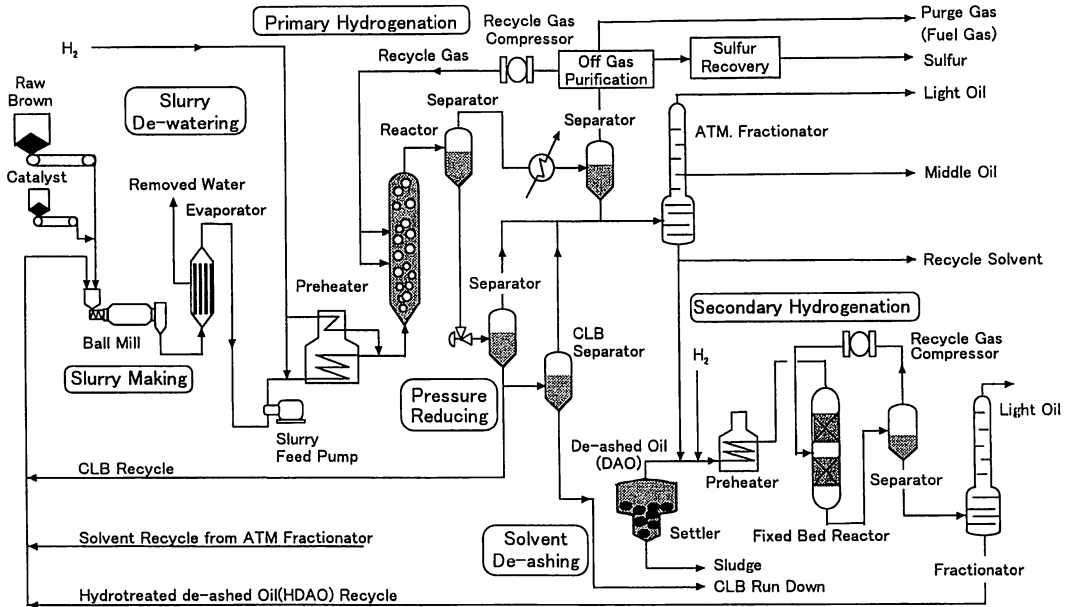 Primary Hydrogenation
H2
Recycle Gas
Compressor
Recycle Gas
Off Gas
Purification
Sulfur
Recovery
Purge Gas
(Fuel Gas)
Sulfur
Light Oil
Raw
Brown
Slurry
De-watering
Separator
Separator
ATM. Fractionator
Reactor
Catalyst
Removed Water
Evaporator
Middle Oil
Recycle Solvent
Preheater
Separator
Secondary Hydrogenation
Ball Mill
CLB
Separator
H2
Recycle Gas
Compressor
Slurry Making
Pressure
Reducing
Light Oil
Slurry
Feed Pump
De-ashed Oil
(DAO)
CLB Recycle
Preheater
Separator
Settler
Fixed Bed Reactor
Solvent
De-ashing
Solvent Recycle from ATM Fractionator
Sludge
Fractionator
CLB Run Down
Hydrotreated de-ashed Oil(HDAO) Recycle